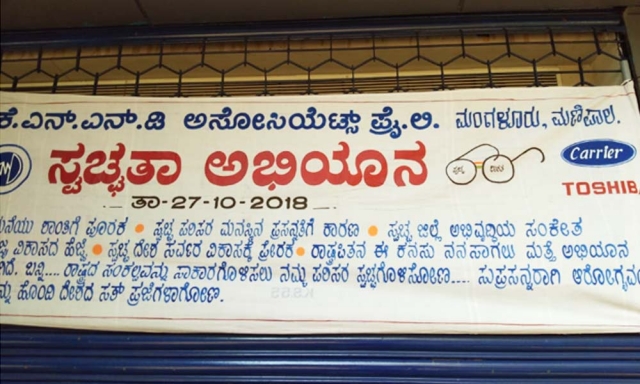 ಕೆ.ಎನ್.ಎನ್.ಡಿ ಅಸೋಸಿಯೆಟ್ಸ್ ಪ್ರೈ.ಲಿ. ಮಂಗಳೂರು, ಮಣಿಪಾಲ.
ಸ್ವಚ್ಛತಾ ಅಭಿಯಾನ
Carrier
TOSHIBA
ತಾ-27-10-2018
ಶಾಂತಿಗೆ ಪೂರಕ • ಸ್ವಚ್ಛ ಪರಿಸರ ಮನಸ್ಸಿನ ಪ್ರಸನ್ನತೆಗೆ ಕಾರಣ • ಸ್ವಚ್ಛ ಜಿಲ್ಲೆ ಅಭಿವೃದ್ಧಿಯ ಸಂಕೇತ
ವಿಕಾಸದ ಹೆಜ್ಜೆ • ಸ್ವಚ್ಛ ದೇಶ ಸರ್ವರ ವಿಕಾಸಕ್ಕೆ ಪ್ರೇರಕ • ರಾಷ್ಟ್ರಪಿತನ ಈ ಕನಸು ನನಸಾಗಲು ಮತ್ತೆ ಅಭಿಯಾನ
ಬನ್ನಿ.... ರಾಷ್ಟ್ರದ ಸಂಕಲ್ಪವನ್ನು ಸಾಕಾರಗೊಳಿಸಲು ನಮ್ಮ ಪರಿಸರ ಸ್ವಚ್ಛಗೊಳಿಸೋಣ.... ಸುಪ್ರಸನ್ನರಾಗಿ
ಹೊಂದಿ ದೇಶದ ಸತ್ ಪ್ರಜೆಗಳಾಗೋಣ.